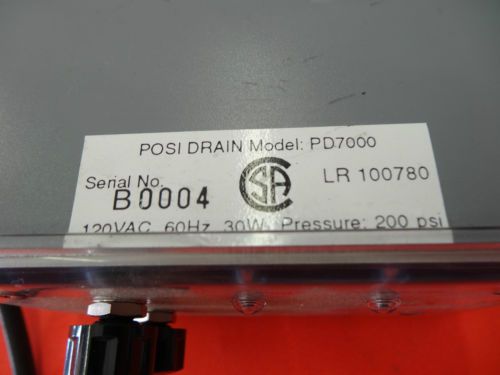 POSI DRAIN Model: PD7000
Serial No. CSA LR 100780
B0004
120VAC, 60Hz, 30W, Pressure: 200 psi